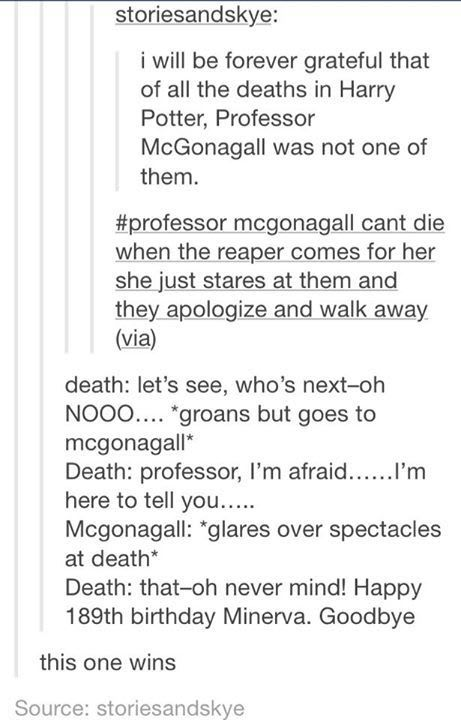 storiesandskye:
i will be forever grateful that
of all the deaths in Harry
Potter, Professor
McGonagall was not one of
them.
#professor mcgonagall cant die
when the reaper comes for her
she just stares at them and
they apologize and walk away
(via)
death: let’s see, who’s next–oh
NOOO.... *groans but goes to
mcgonagall*
Death: professor, I’m afraid......I’m
here to tell you.....
Mcgonagall: *glares over spectacles
at death*
Death: that–oh never mind! Happy
189th birthday Minerva. Goodbye
this one wins
Source: storiesandskye